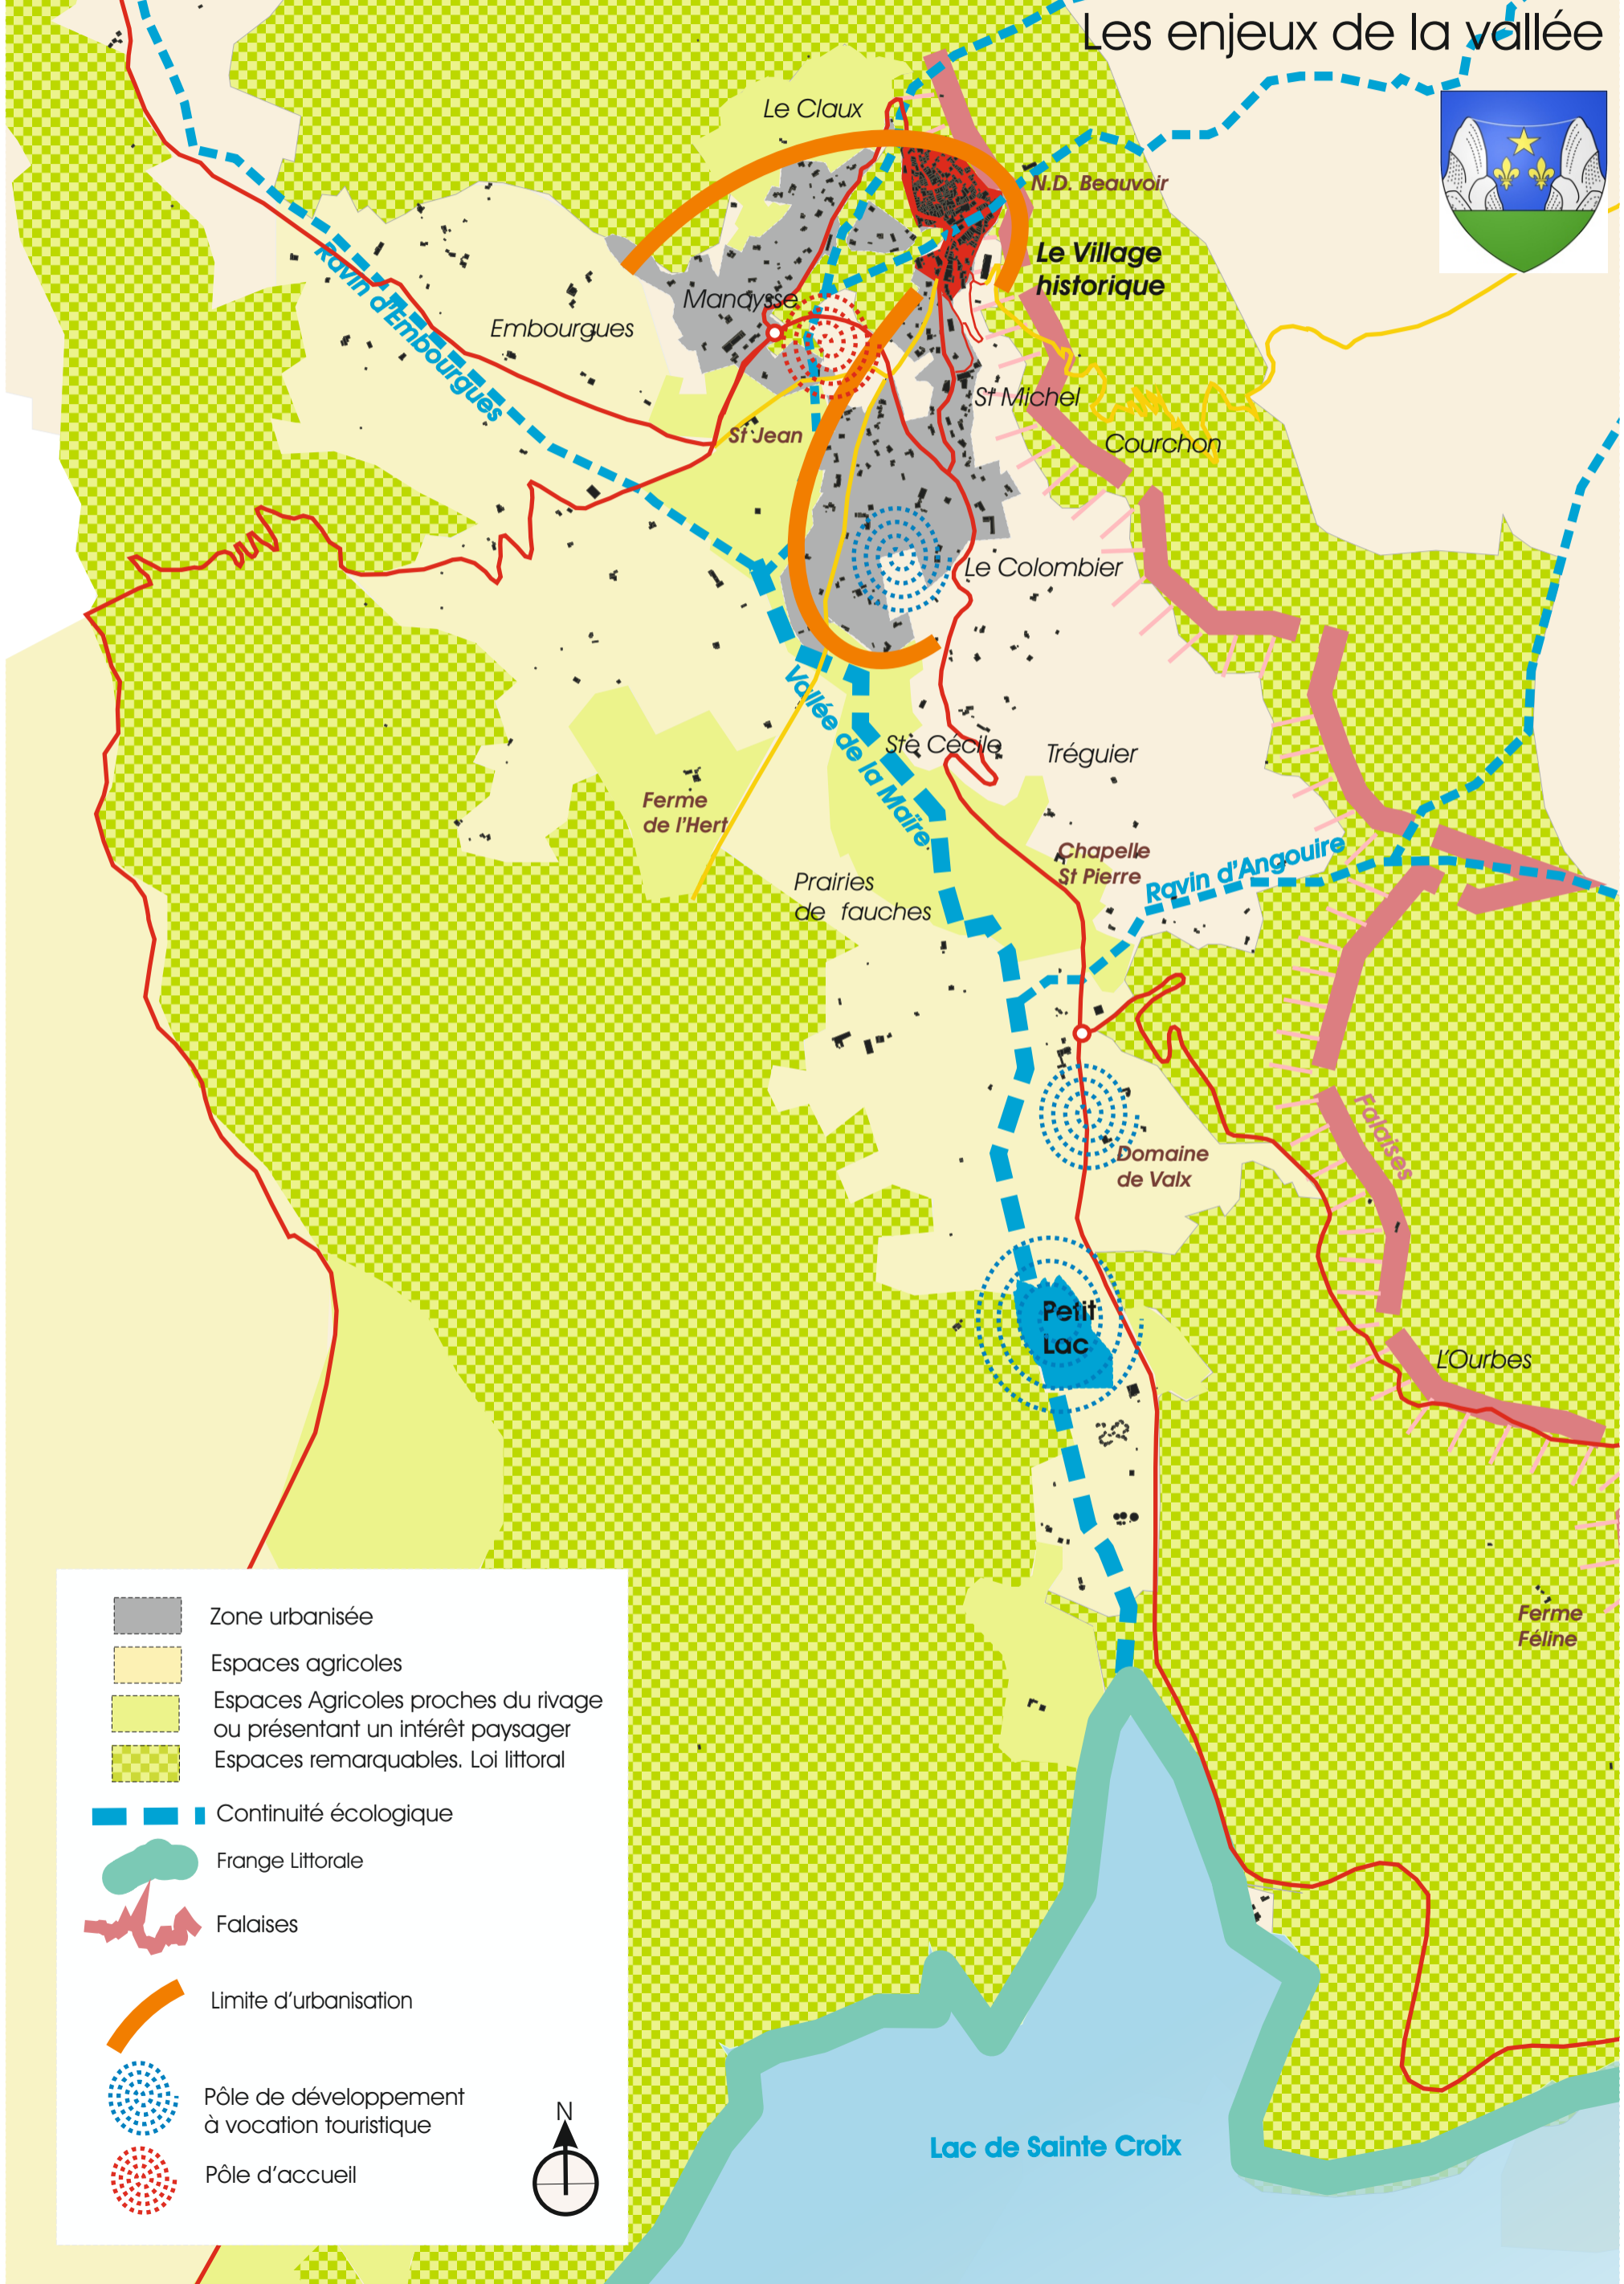 Les enjeux de la vallée
Le Claux
N.D. Beauvoir
Le Village
historique
Ravin d'Embourgues
Mandysse
Embourgues
St Michel
St Jean
Courchon
Le Colombier
Vallée de la Maïre
Ste Cécile
Tréguier
Ferme
de l'Hert
Chapelle
St Pierre
Ravin d'Angouire
Prairies
de fauches
Falaises
Domaine
de Valx
Petit
Lac
L'Ourbes
Ferme
Féline
Zone urbanisée
Espaces agricoles
Espaces Agricoles proches du rivage
ou présentant un intérêt paysager
Espaces remarquables. Loi littoral
Continuité écologique
Frange Littorale
Falaises
Limite d'urbanisation
Pôle de développement
à vocation touristique
Pôle d'accueil
N
Lac de Sainte Croix